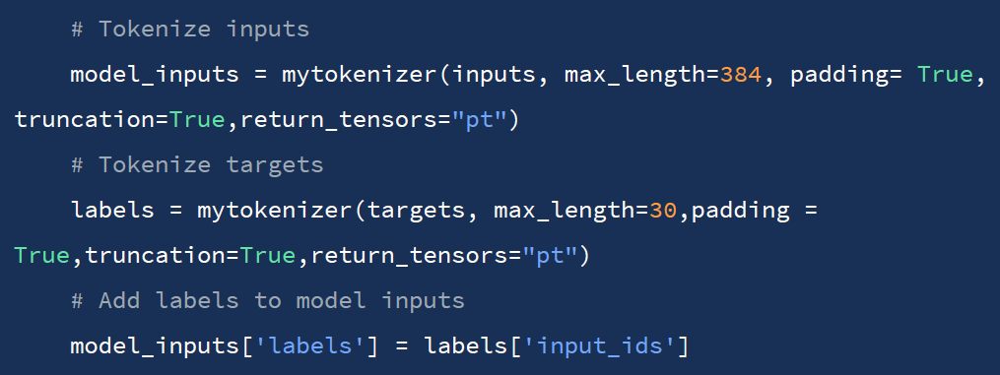 # Tokenize inputs
model_inputs = mytokenizer(inputs, max_length=384, padding= True,
truncation=True,return_tensors="pt")
# Tokenize targets
labels = mytokenizer(targets, max_length=30,padding =
True,truncation=True,return_tensors="pt")
# Add labels to model inputs
model_inputs['labels'] = labels['input_ids']